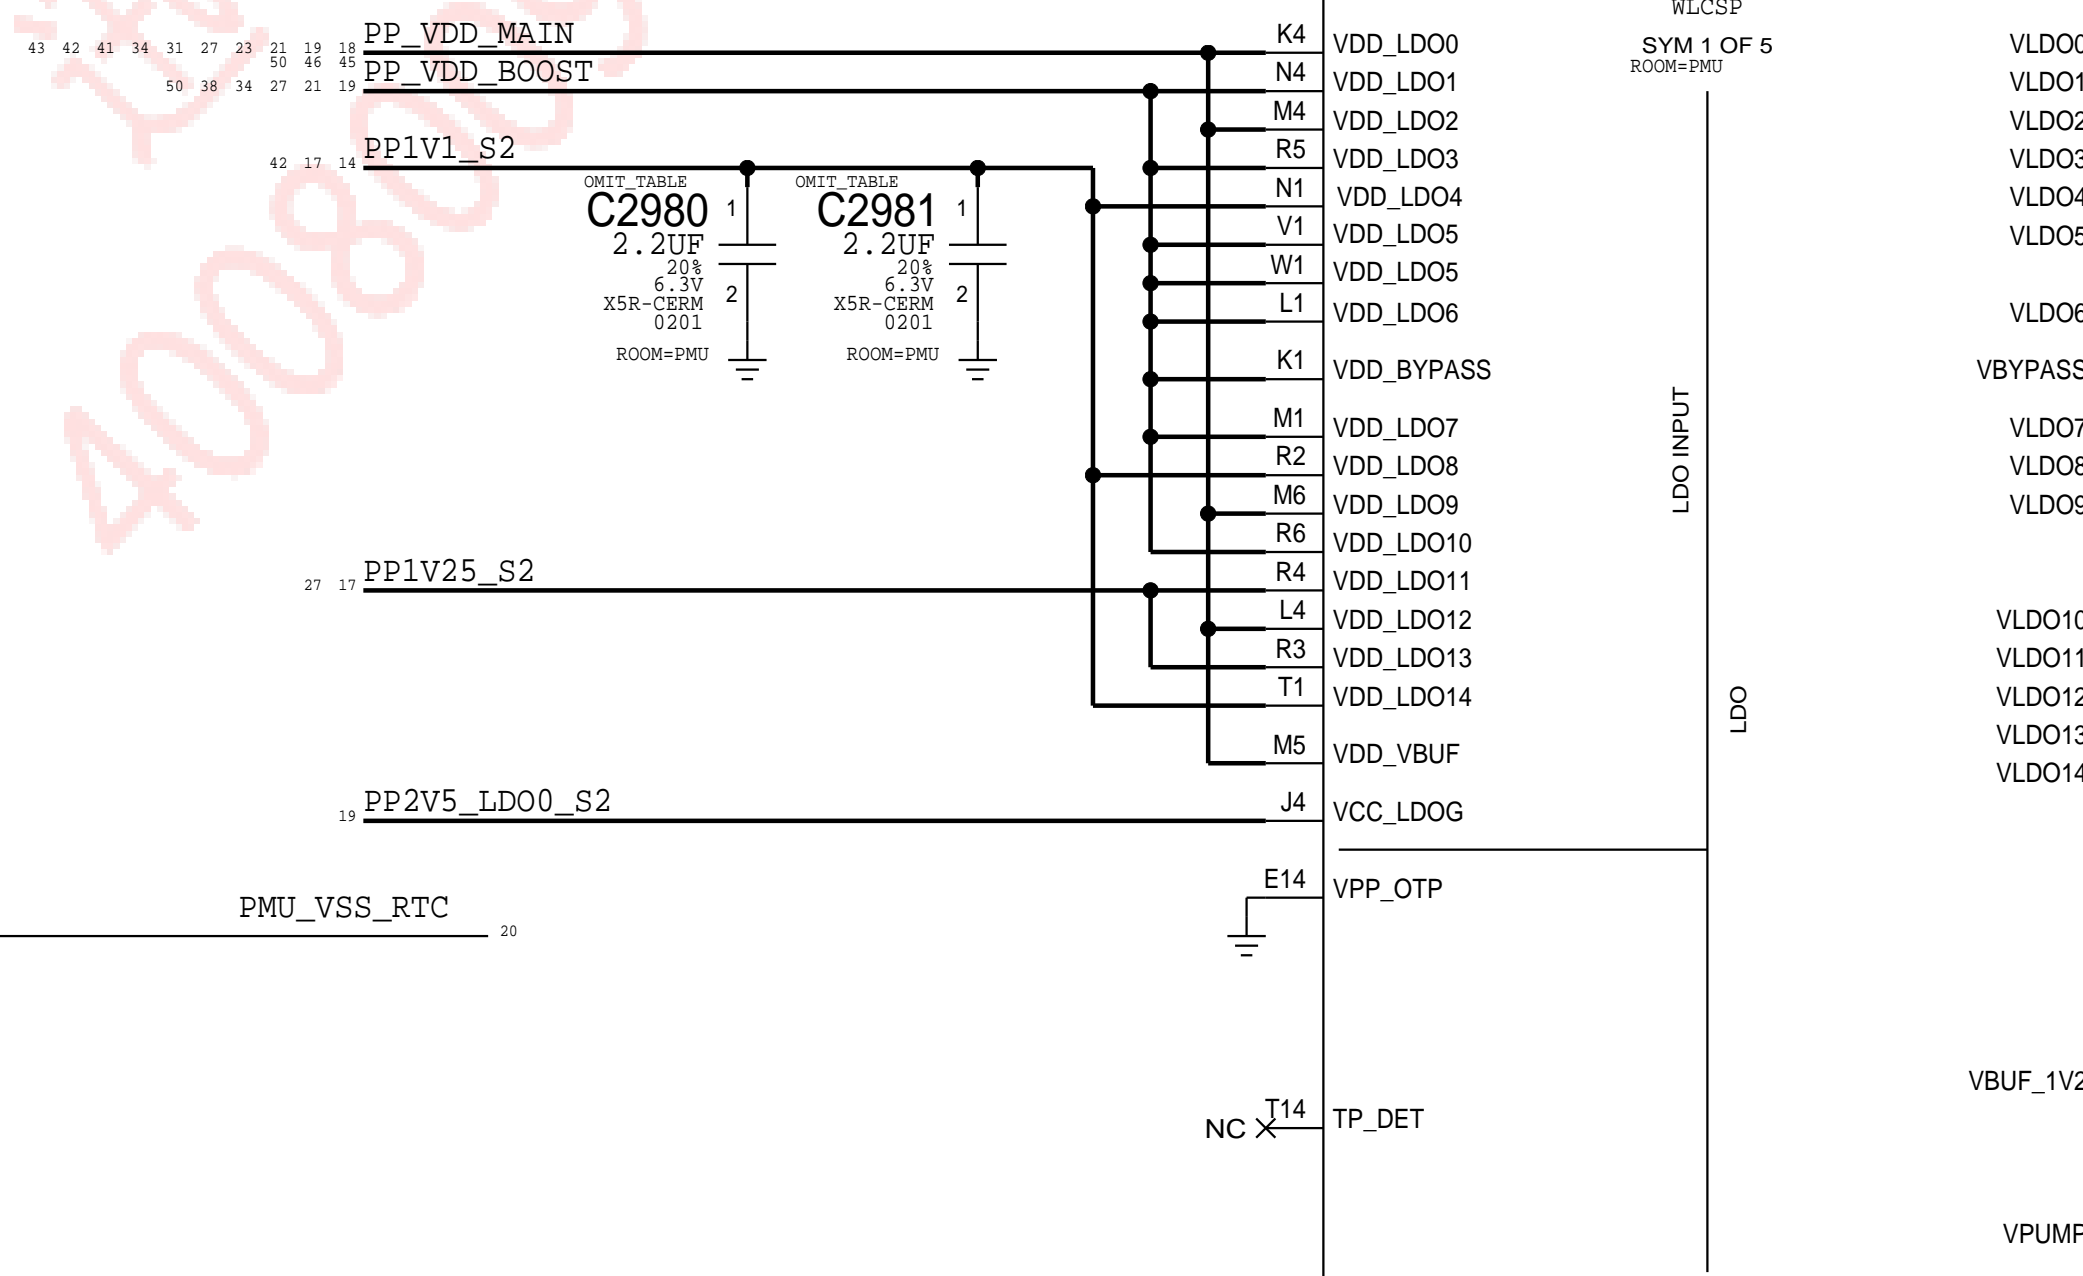 WLCSP
SYM 1 OF 5
ROOM=PMU
PP_VDD_MAIN
43 42 41 34 31 27 23 21 19 18
50 46 45
PP_VDD_BOOST
50 38 34 27 21 19
PP1V1_S2
42 17 14
OMIT_TABLE
C2980
2.2UF
20%
6.3V
X5R-CERM
0201
ROOM=PMU
1
2
OMIT_TABLE
C2981
2.2UF
20%
6.3V
X5R-CERM
0201
ROOM=PMU
1
2
PP1V25_S2
27 17
PP2V5_LDO0_S2
19
PMU_VSS_RTC
20
K4 VDD_LDO0
N4 VDD_LDO1
M4 VDD_LDO2
R5 VDD_LDO3
N1 VDD_LDO4
V1 VDD_LDO5
W1 VDD_LDO5
L1 VDD_LDO6
K1 VDD_BYPASS
M1 VDD_LDO7
R2 VDD_LDO8
M6 VDD_LDO9
R6 VDD_LDO10
R4 VDD_LDO11
L4 VDD_LDO12
R3 VDD_LDO13
T1 VDD_LDO14
M5 VDD_VBUF
J4 VCC_LDOG
E14 VPP_OTP
NC T14 TP_DET
LDO INPUT
LDO
VLDO0
VLDO1
VLDO2
VLDO3
VLDO4
VLDO5
VLDO6
VBYPASS
VLDO7
VLDO8
VLDO9
VLDO10
VLDO11
VLDO12
VLDO13
VLDO14
VBUF_1V2
VPUMP